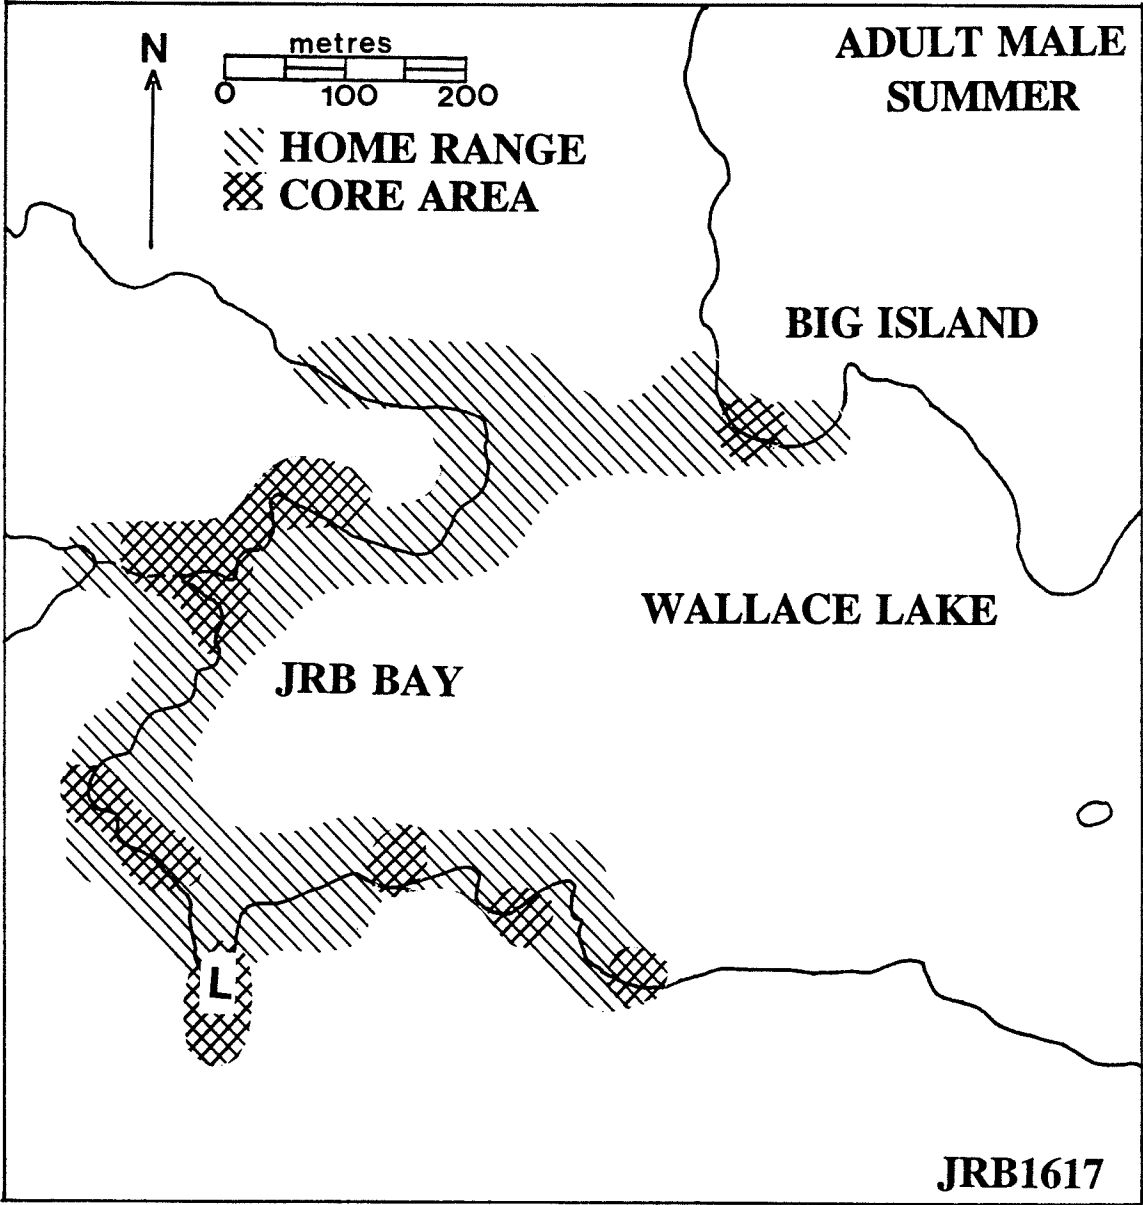 N
metres
0 100 200
HOME RANGE
CORE AREA
ADULT MALE
SUMMER
BIG ISLAND
WALLACE LAKE
JRB BAY
L
JRB1617